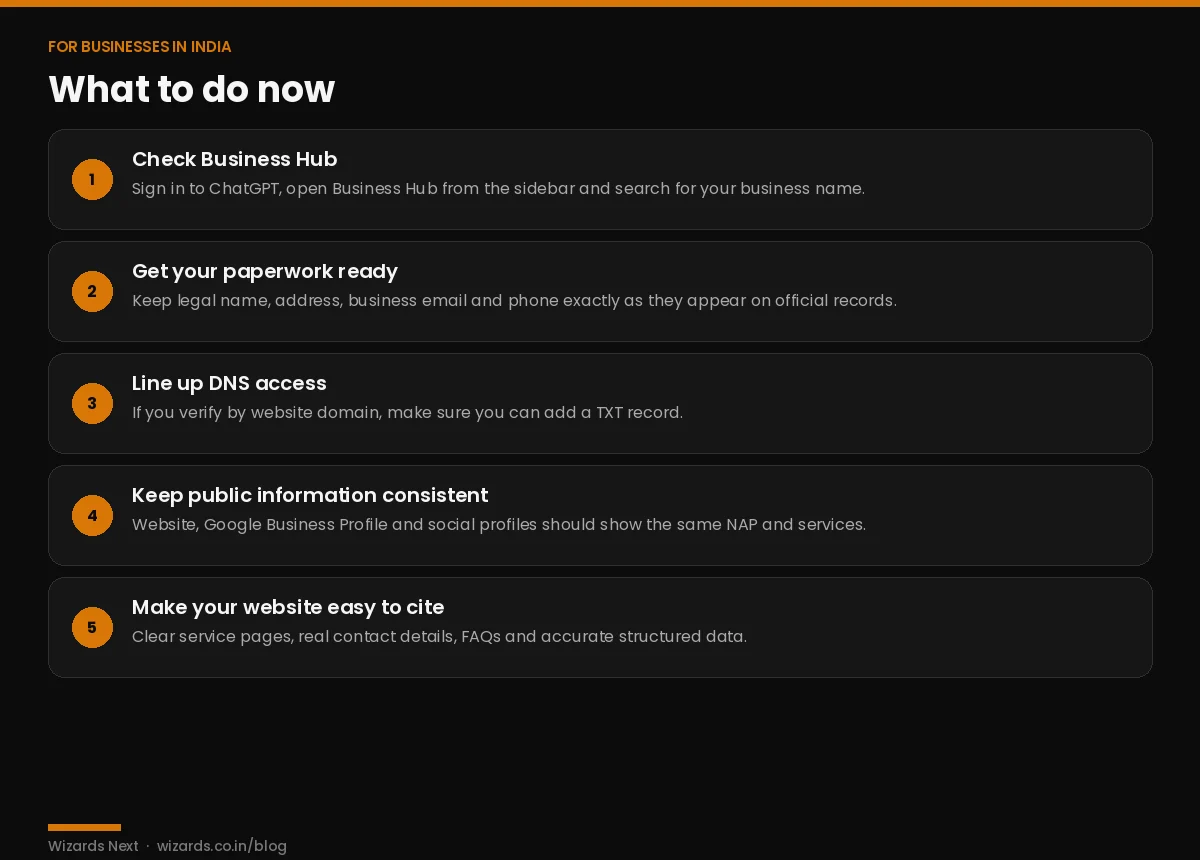 FOR BUSINESSES IN INDIA
What to do now
1
Check Business Hub
Sign in to ChatGPT, open Business Hub from the sidebar and search for your business name.
2
Get your paperwork ready
Keep legal name, address, business email and phone exactly as they appear on official records.
3
Line up DNS access
If you verify by website domain, make sure you can add a TXT record.
4
Keep public information consistent
Website, Google Business Profile and social profiles should show the same NAP and services.
5
Make your website easy to cite
Clear service pages, real contact details, FAQs and accurate structured data.
Wizards Next · wizards.co.in/blog